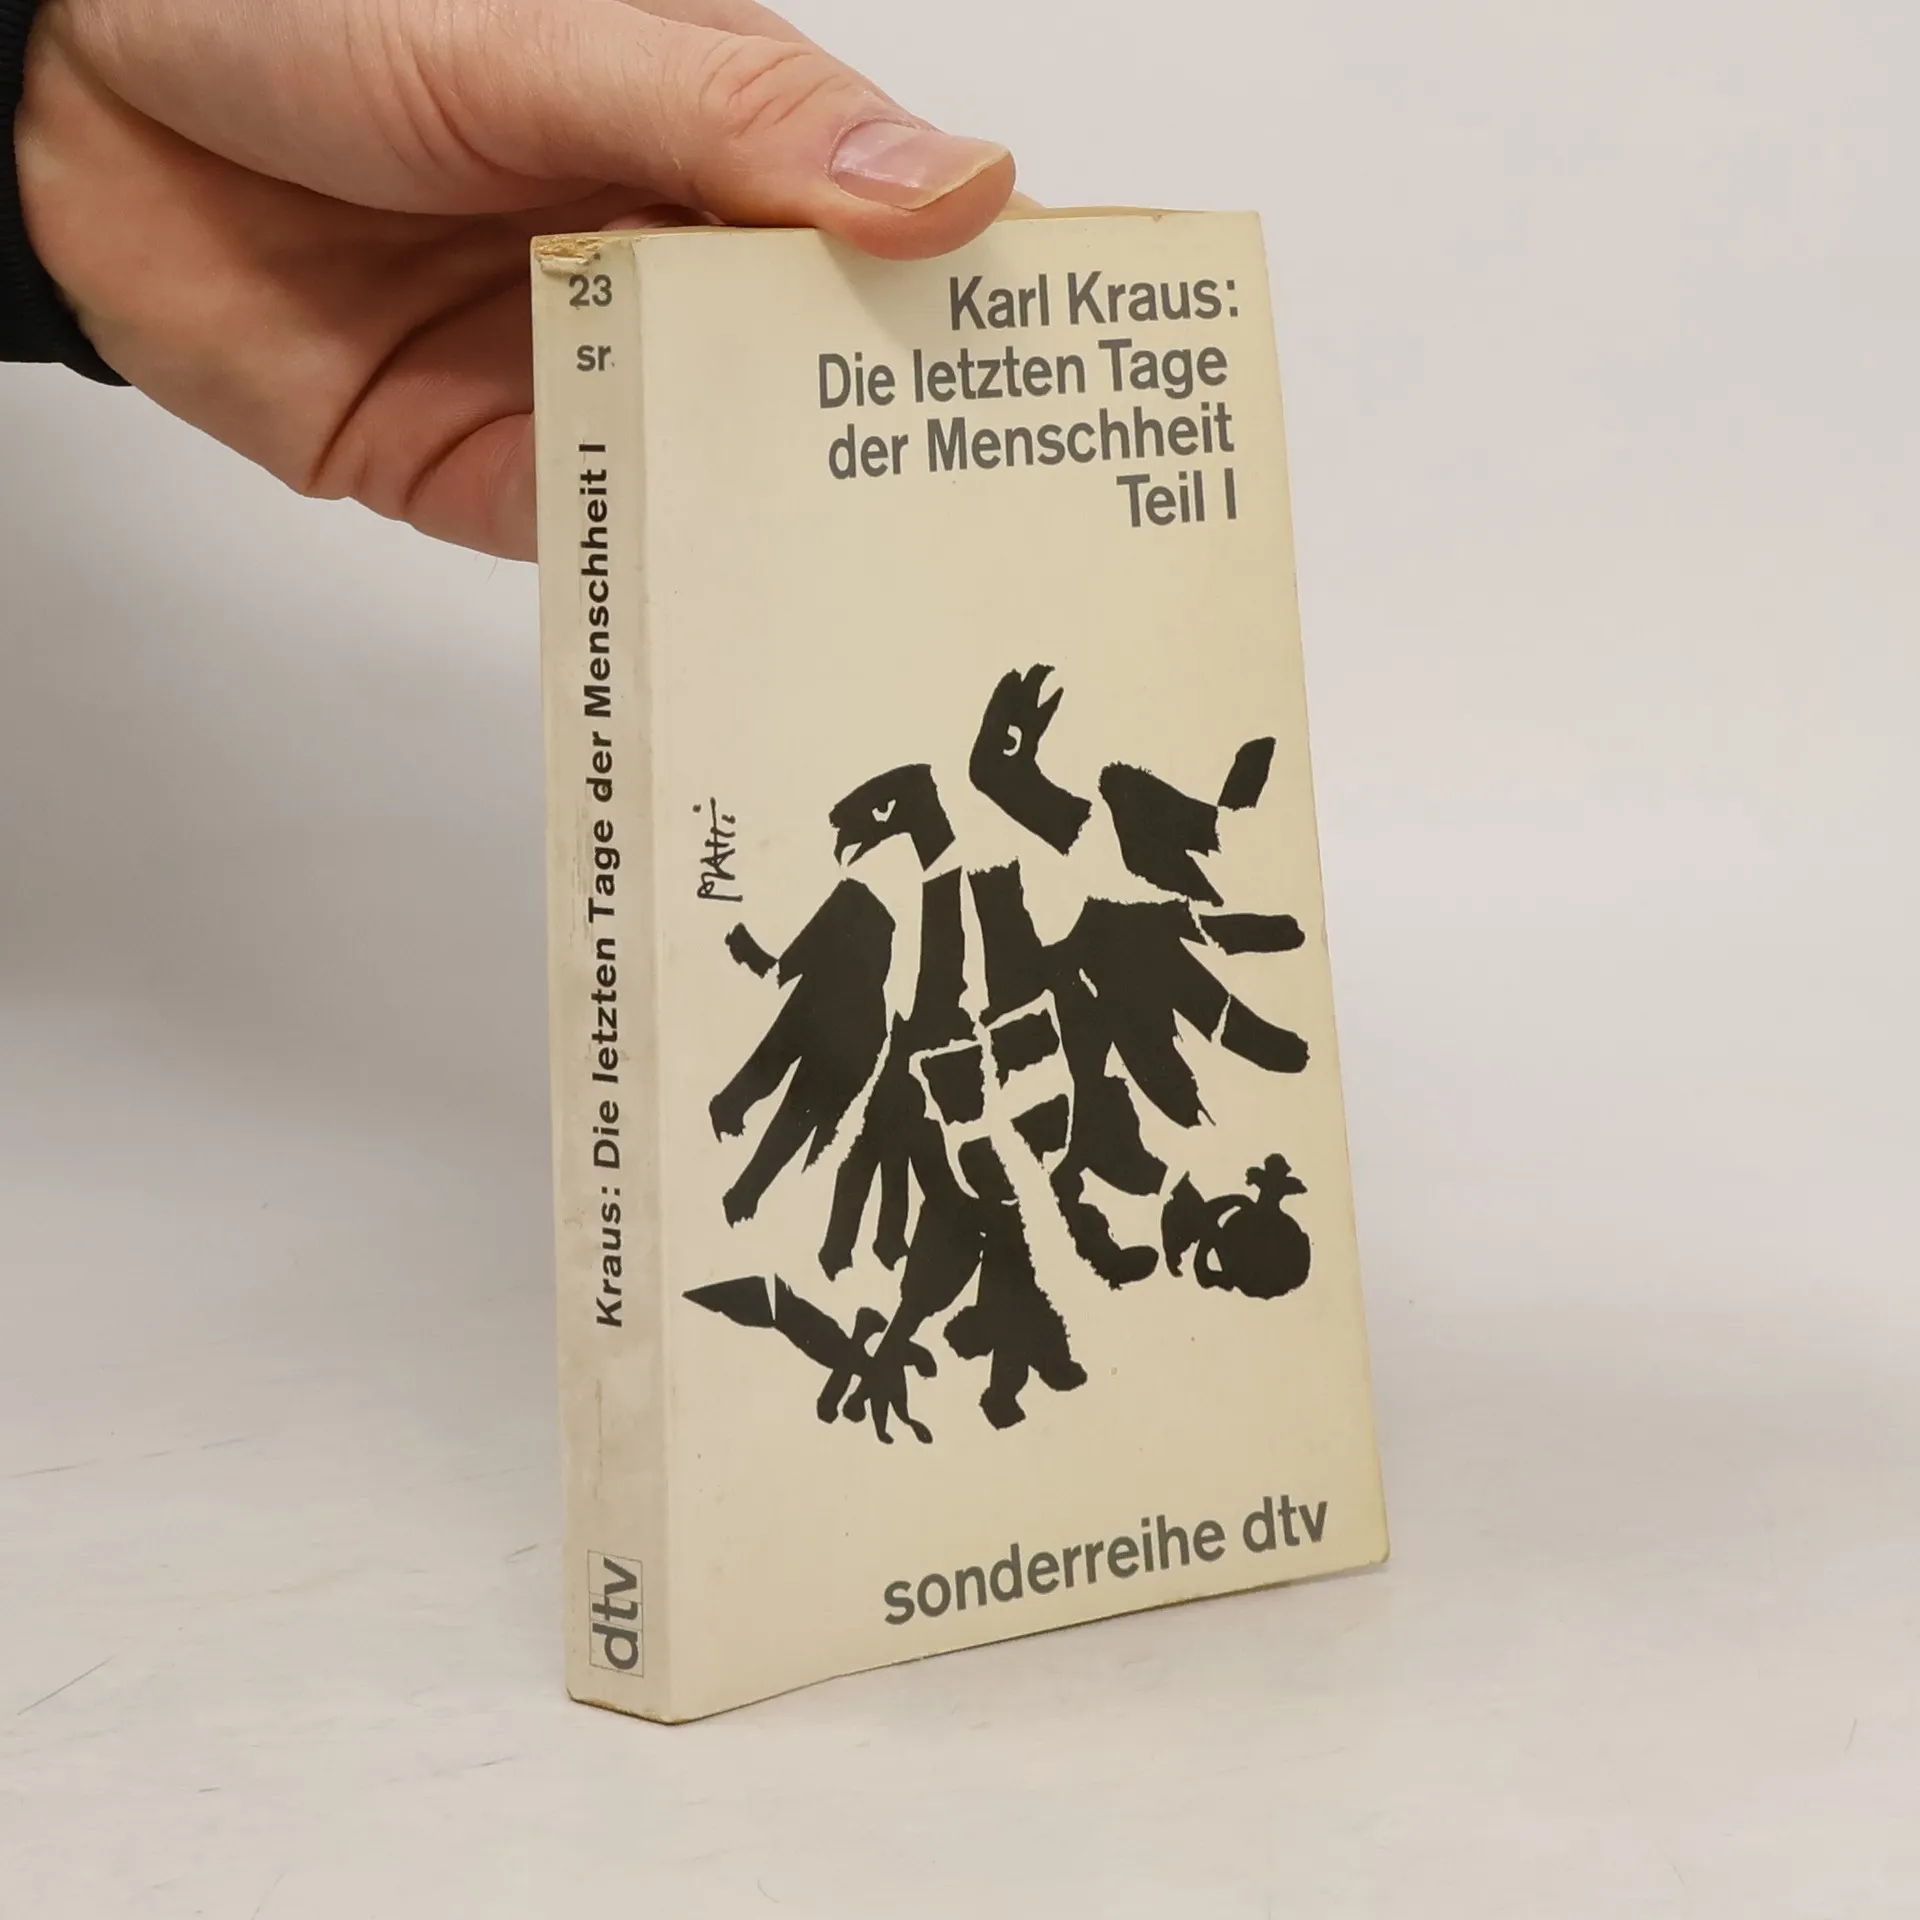 23
sr
Kraus: Die letzten Tage der Menschheit I
dtv
Karl Kraus:
Die letzten Tage
der Menschheit
Teil I
sonderreihe dtv